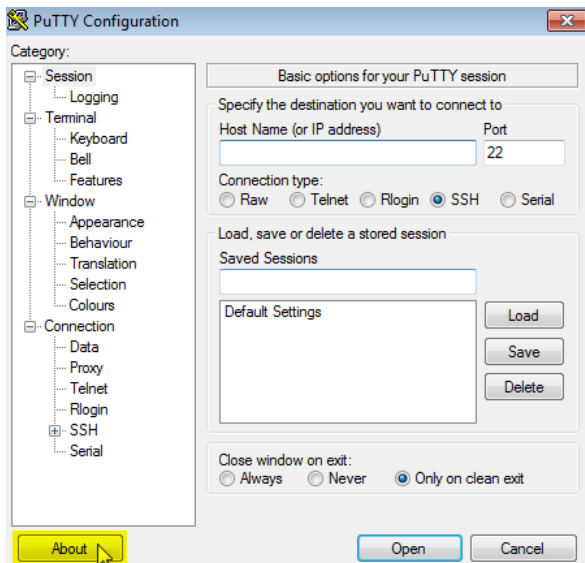 PuTTY Configuration
Category:
Session
Logging
Terminal
Keyboard
Bell
Features
Window
Appearance
Behaviour
Translation
Selection
Colours
Connection
Data
Proxy
Telnet
Rlogin
SSH
Serial
Basic options for your PuTTY session
Specify the destination you want to connect to
Host Name (or IP address) Port
22
Connection type:
Raw Telnet Rlogin SSH Serial
Load, save or delete a stored session
Saved Sessions
Default Settings
Load
Save
Delete
Close window on exit:
Always Never Only on clean exit
About Open Cancel